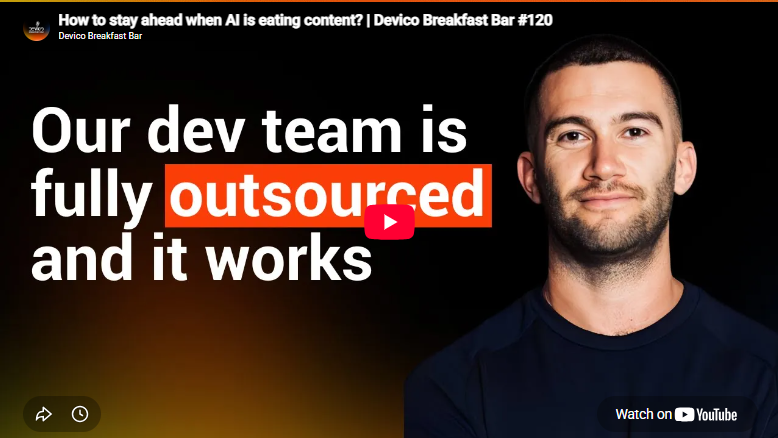 How to stay ahead when AI is eating content? | Devico Breakfast Bar #120
Devico Breakfast Bar
Our dev team is
fully outsourced
and it works
Watch on YouTube